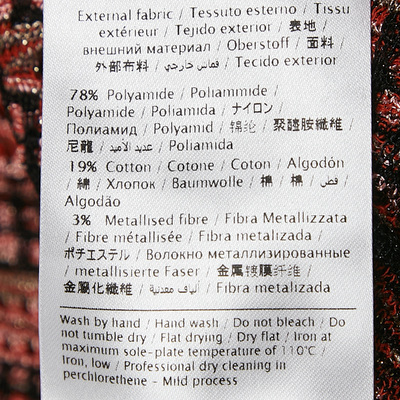 External fabric / Tessuto esterno / Tissu
extérieur / Tejido exterior / 表地 /
внешний материал / Oberstoff / 面料 /
外部布料 / قماس خارجي / Tecido exterior
78% Polyamide / Poliammide /
Polyamide / Poliamida / ナイロン /
Полиамид / Polyamid / 锦纶 / 聚醯胺纖維 /
尼龍 / عديد الأميد / Poliamida
19% Cotton / Cotone / Coton / Algodón
/ 綿 / Хлопок / Baumwolle / 棉 / 棉 / قطن /
Algodão
3% Metallised fibre / Fibra Metallizzata
/ Fibre métallisée / Fibra metalizada /
ポチエステル / Волокно металлизированные
/ metallisierte Faser / 金属镀膜纤维 /
金屬化纖維 / ألياف معدنية / Fibra metalizada
Wash by hand / Hand wash / Do not bleach / Do
not tumble dry / Flat drying / Dry flat / Iron at
maximum sole-plate temperature of 110°C /
Iron, low / Professional dry cleaning in
perchlorethene - Mild process